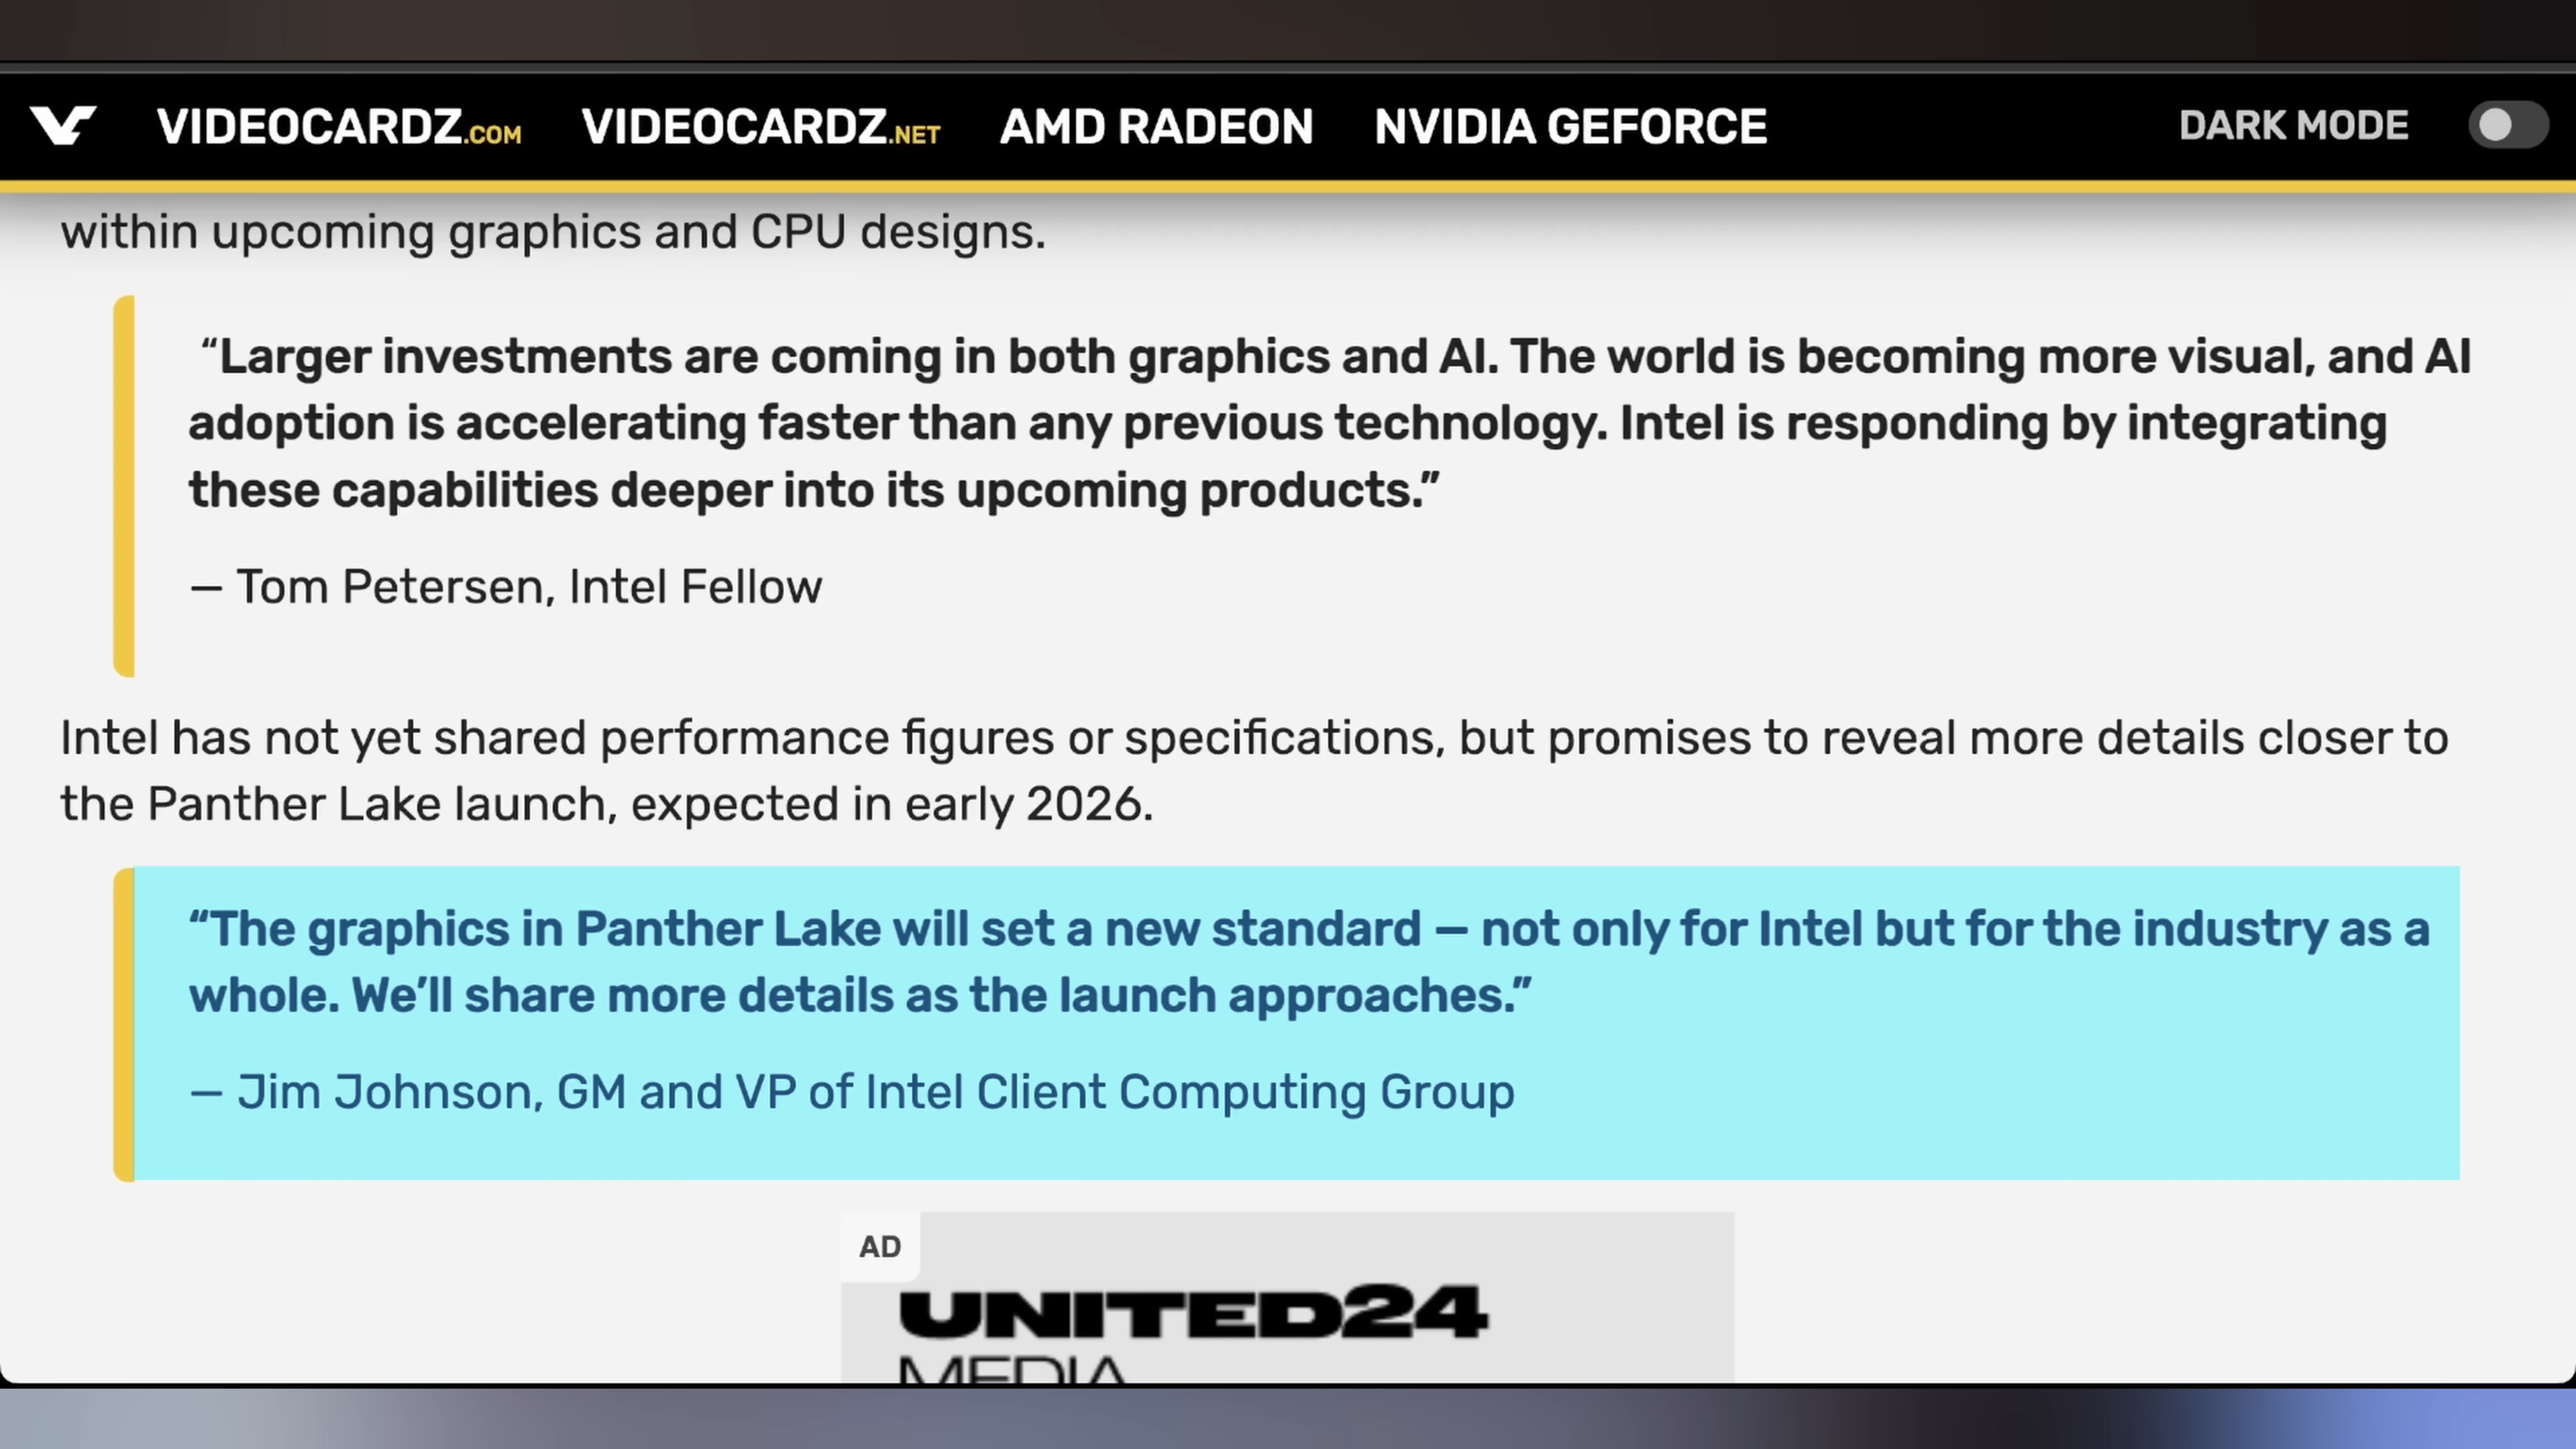 VIDEOCARDZ.COM VIDEOCARDZ.NET AMD RADEON NVIDIA GEFORCE DARK MODE
within upcoming graphics and CPU designs.
“Larger investments are coming in both graphics and AI. The world is becoming more visual, and AI
adoption is accelerating faster than any previous technology. Intel is responding by integrating
these capabilities deeper into its upcoming products.”
— Tom Petersen, Intel Fellow
Intel has not yet shared performance figures or specifications, but promises to reveal more details closer to
the Panther Lake launch, expected in early 2026.
“The graphics in Panther Lake will set a new standard — not only for Intel but for the industry as a
whole. We’ll share more details as the launch approaches.”
— Jim Johnson, GM and VP of Intel Client Computing Group
AD
UNITED24
MEDIA